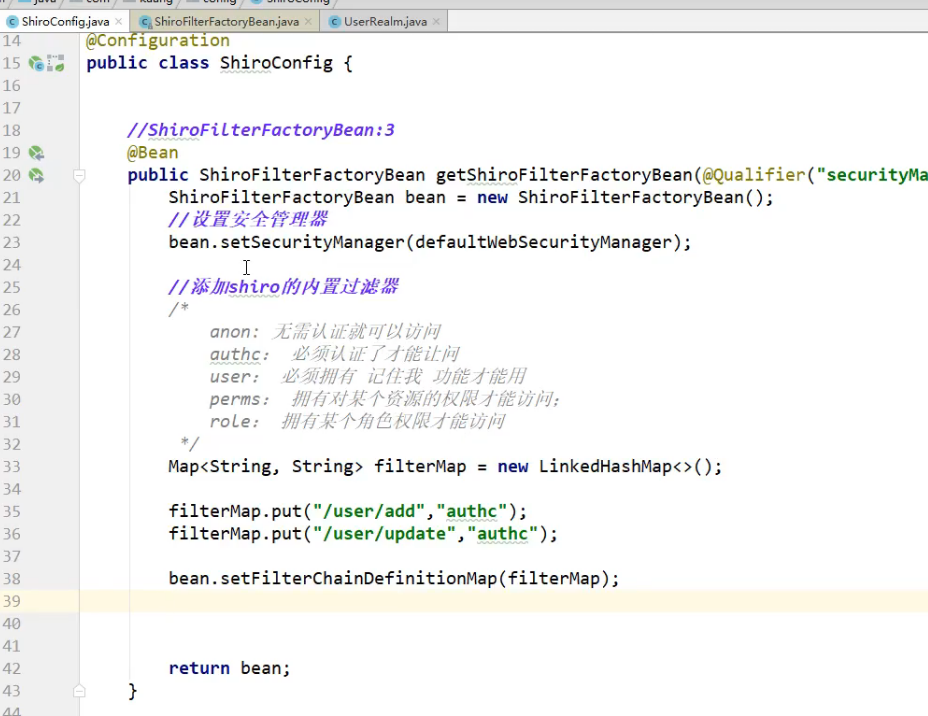 ShiroConfig.java × ShiroFilterFactoryBean.java × UserRealm.java ×
14 @Configuration
15 public class ShiroConfig {
16
17
18 //ShiroFilterFactoryBean:3
19 @Bean
20 public ShiroFilterFactoryBean getShiroFilterFactoryBean(@Qualifier("securityMa
21 ShiroFilterFactoryBean bean = new ShiroFilterFactoryBean();
22 //设置安全管理器
23 bean.setSecurityManager(defaultWebSecurityManager);
24
25 //添加shiro的内置过滤器
26 /*
27 anon: 无需认证就可以访问
28 authc: 必须认证了才能让问
29 user: 必须拥有 记住我 功能才能用
30 perms: 拥有对某个资源的权限才能访问;
31 role: 拥有某个角色权限才能访问
32 */
33 Map<String, String> filterMap = new LinkedHashMap<>();
34
35 filterMap.put("/user/add","authc");
36 filterMap.put("/user/update","authc");
37
38 bean.setFilterChainDefinitionMap(filterMap);
39
40
41
42 return bean;
43 }
44